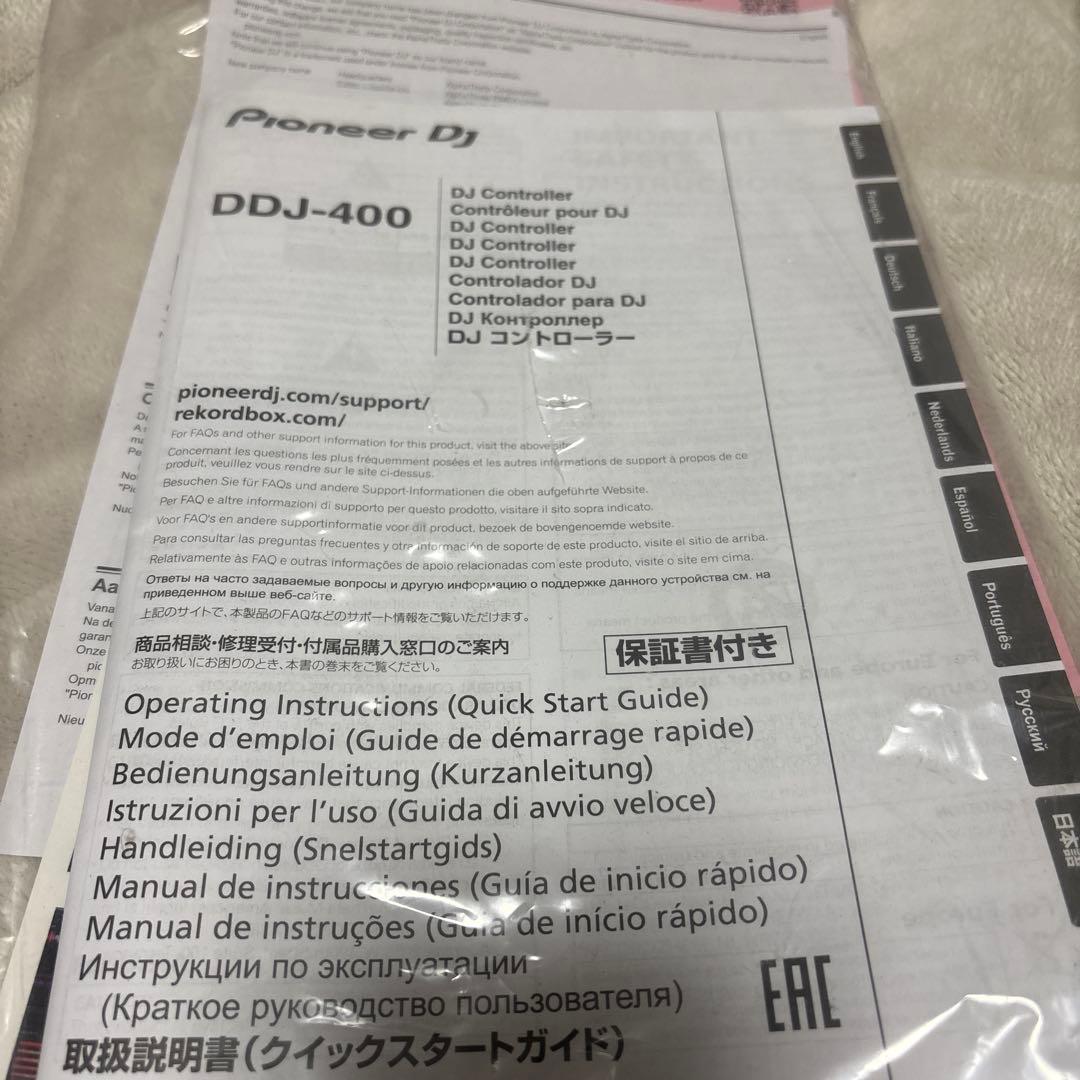 Pioneer DJ
DDJ-400
DJ Controller
Contrôleur pour DJ
DJ Controller
DJ Controller
DJ Controller
Controlador DJ
Controlador para DJ
DJ Контроллер
DJ コントローラー
pioneerdj.com/support/
rekordbox.com/
For FAQs and other support information for this product, visit the above site.
Concernant les questions les plus fréquemment posées et les autres informations de support à propos de ce
produit, veuillez vous rendre sur le site ci-dessus.
Besuchen Sie für FAQs und andere Support-Informationen die oben aufgeführte Website.
Per FAQ e altre informazioni di supporto per questo prodotto, visitare il sito sopra indicato.
Voor FAQ's en andere supportinformatie voor dit product, bezoek de bovengenoemde website.
Para consultar las preguntas frecuentes y otra información de soporte de este producto, visite el sitio de arriba.
Relativamente às FAQ e outras informações de apoio relacionadas com este produto, visite o site em cima.
Ответы на часто задаваемые вопросы и другую информацию о поддержке данного устройства см. на
приведенном выше веб-сайте.
上記のサイトで、本製品のFAQなどのサポート情報をご覧いただけます。
商品相談・修理受付・付属品購入窓口のご案内
お取り扱いにお困りのとき、本書の巻末をご覧ください。
保証書付き
Operating Instructions (Quick Start Guide)
Mode d'emploi (Guide de démarrage rapide)
Bedienungsanleitung (Kurzanleitung)
Istruzioni per l'uso (Guida di avvio veloce)
Handleiding (Snelstartgids)
Manual de instrucciones (Guía de inicio rápido)
Manual de instruções (Guia de início rápido)
Инструкции по эксплуатации
(Краткое руководство пользователя)
取扱説明書（クイックスタートガイド）
EAC
English
Français
Deutsch
Italiano
Nederlands
Español
Português
Русский
日本語